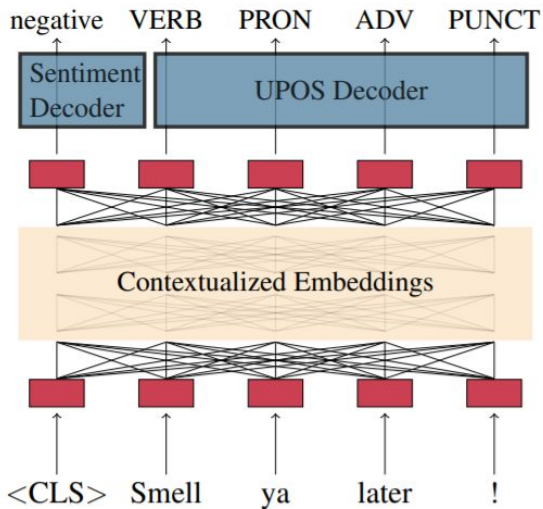 negative VERB PRON ADV PUNCT
Sentiment
Decoder
UPOS Decoder
Contextualized Embeddings
<CLS> Smell ya later !